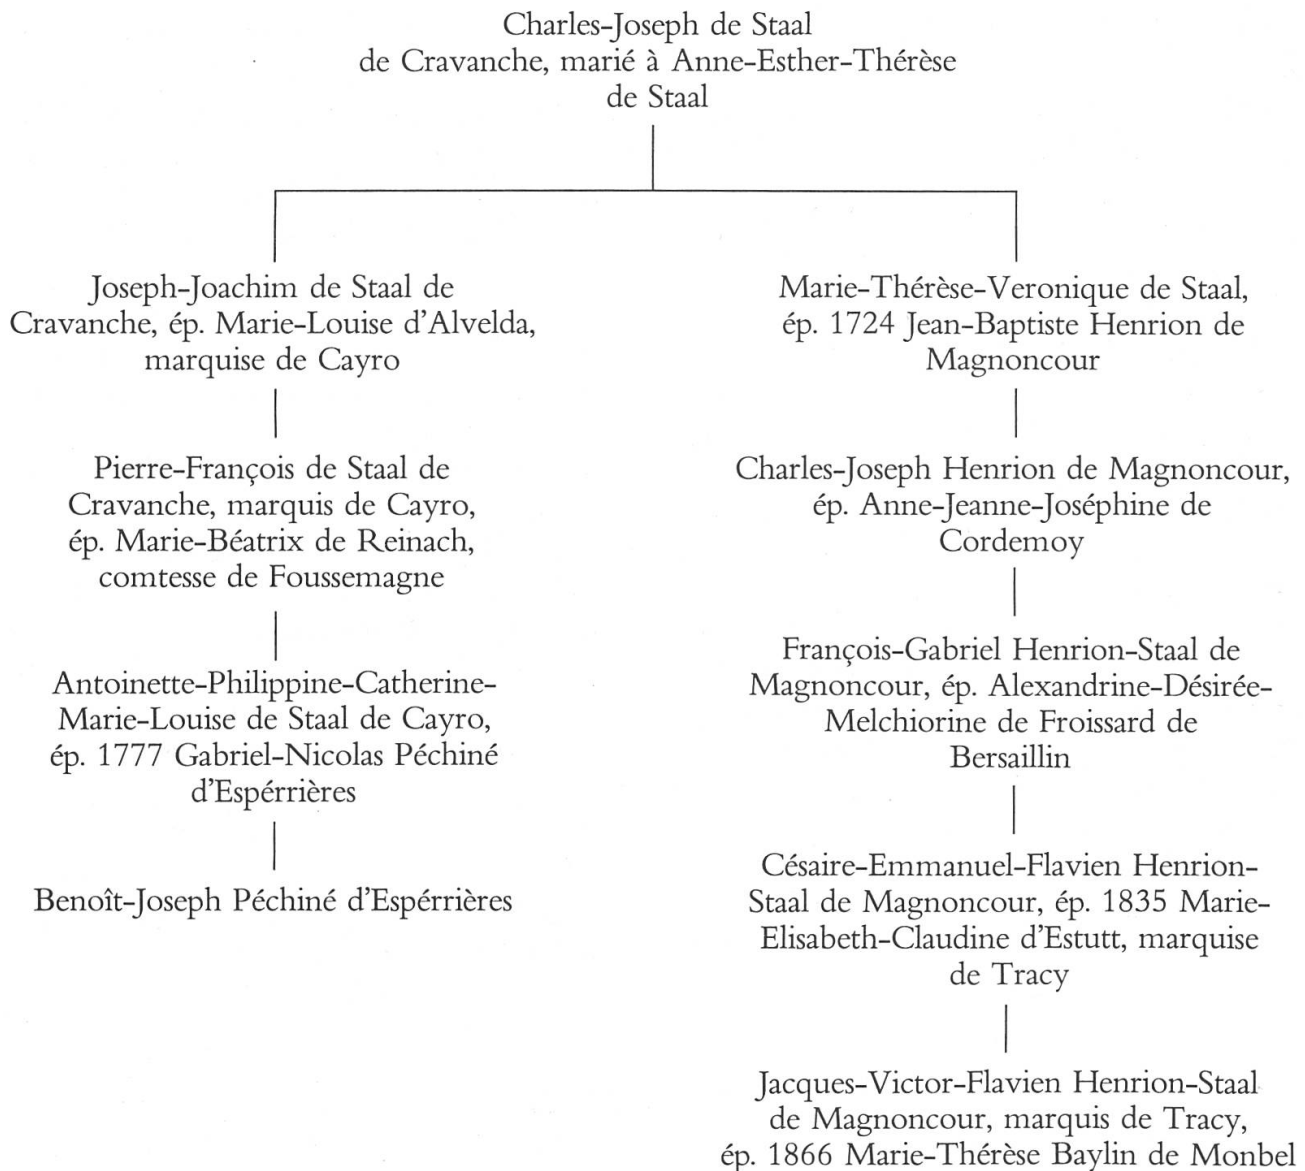 Charles-Joseph de Staal
de Cravanche, marié à Anne-Esther-Thérèse
de Staal
Joseph-Joachim de Staal de
Cravanche, ép. Marie-Louise d'Alvelda,
marquise de Cayro
Pierre-François de Staal de
Cravanche, marquis de Cayro,
ép. Marie-Béatrix de Reinach,
comtesse de Foussemagne
Antoinette-Philippine-Catherine-
Marie-Louise de Staal de Cayro,
ép. 1777 Gabriel-Nicolas Péchiné
d'Espérrières
Benoît-Joseph Péchiné d'Espérrières
Marie-Thérèse-Veronique de Staal,
ép. 1724 Jean-Baptiste Henrion de
Magnoncour
Charles-Joseph Henrion de Magnoncour,
ép. Anne-Jeanne-Joséphine de
Cordemoy
François-Gabriel Henrion-Staal de
Magnoncour, ép. Alexandrine-Désirée-
Melchiorine de Froissard de
Bersaillin
Césaire-Emmanuel-Flavien Henrion-
Staal de Magnoncour, ép. 1835 Marie-
Elisabeth-Claudine d'Estutt, marquise
de Tracy
Jacques-Victor-Flavien Henrion-Staal
de Magnoncour, marquis de Tracy,
ép. 1866 Marie-Thérèse Baylin de Monbel